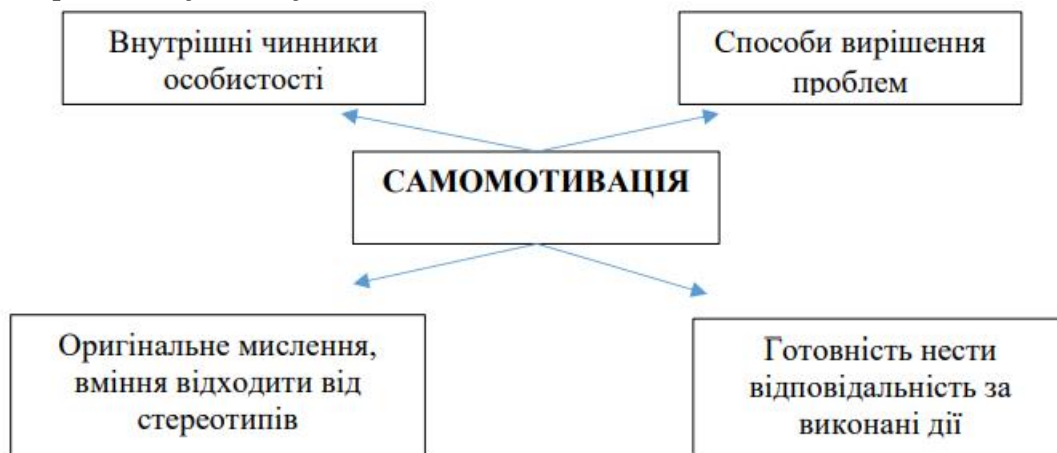 Внутрішні чинники
особистості
Способи вирішення
проблем
САМОМОТИВАЦІЯ
Оригінальне мислення,
вміння відходити від
стереотипів
Готовність нести
відповідальність за
виконані дії